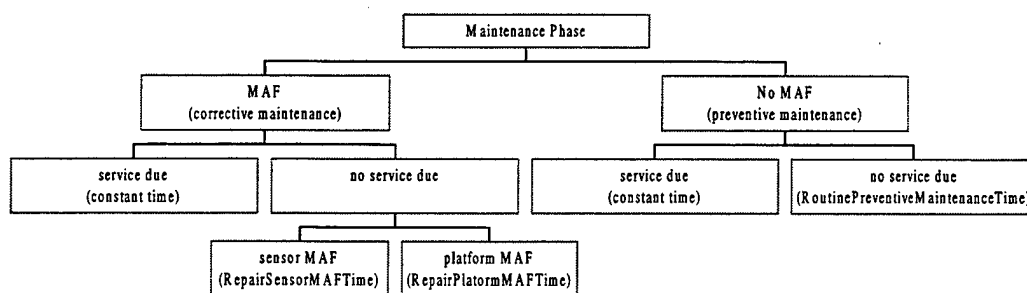 Maintenance Phase
MAF
(corrective maintenance)
No MAF
(preventive maintenance)
service due
(constant time)
no service due
service due
(constant time)
no service due
(RoutinePreventiveMaintenanceTime)
sensor MAF
(RepairSensorMAFTime)
platform MAF
(RepairPlatormMAFTime)